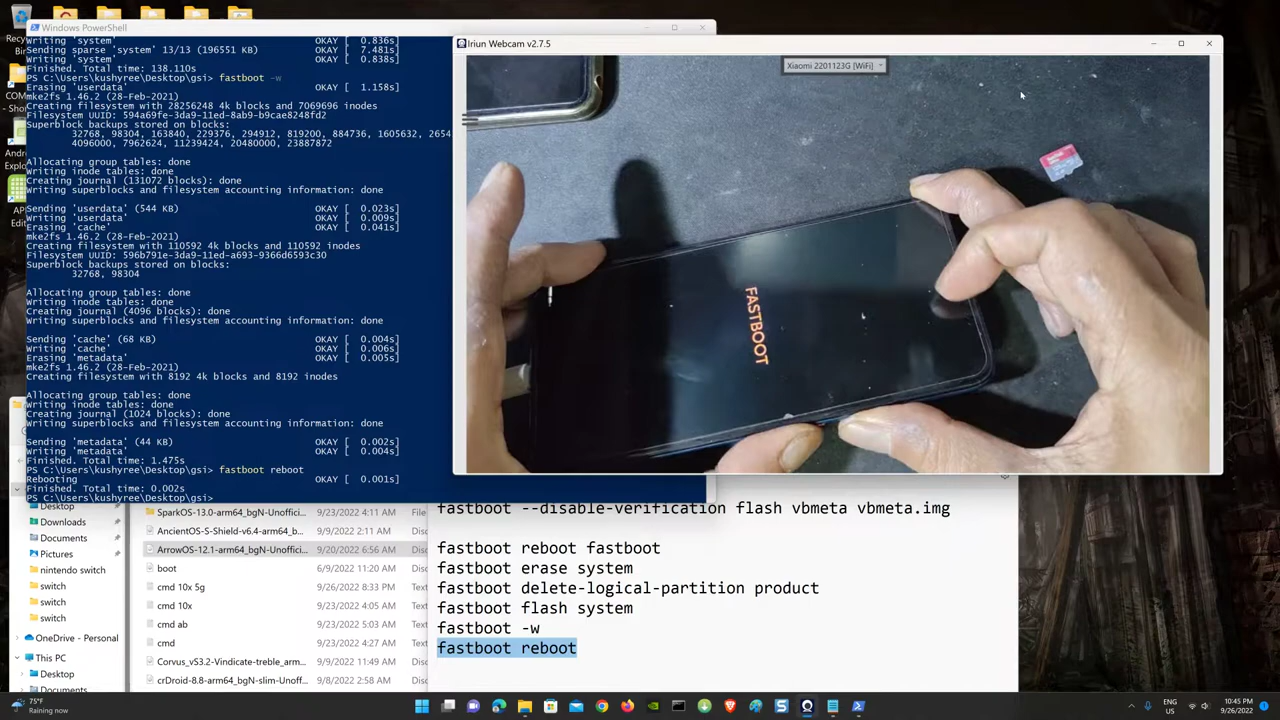 Windows PowerShell
Writing 'system' OKAY [ 0.836s]
Sending sparse 'system' 13/13 (196551 KB) OKAY [ 7.481s]
Writing 'system' OKAY [ 0.838s]
Finished. Total time: 138.110s
PS C:\Users\kushyree\Desktop\gsi> fastboot -w
Erasing 'userdata' OKAY [ 1.158s]
mke2fs 1.46.2 (28-Feb-2021)
Creating filesystem with 28256248 4k blocks and 7069696 inodes
Filesystem UUID: 594a69fe-3da9-11ed-8ab9-b9cae8248fd2
Superblock backups stored on blocks:
32768, 98304, 163840, 229376, 294912, 819200, 884736, 1605632, 2654
4096000, 7962624, 11239424, 20480000, 23887872
Allocating group tables: done
Writing inode tables: done
Creating journal (131072 blocks): done
Writing superblocks and filesystem accounting information: done
Sending 'userdata' (544 KB) OKAY [ 0.023s]
Writing 'userdata' OKAY [ 0.009s]
Erasing 'cache' OKAY [ 0.041s]
mke2fs 1.46.2 (28-Feb-2021)
Creating filesystem with 110592 4k blocks and 110592 inodes
Filesystem UUID: 596b791e-3da9-11ed-a693-9366d6593c30
Superblock backups stored on blocks:
32768, 98304
Allocating group tables: done
Writing inode tables: done
Creating journal (4096 blocks): done
Writing superblocks and filesystem accounting information: done
Sending 'cache' (68 KB) OKAY [ 0.004s]
Writing 'cache' OKAY [ 0.006s]
Erasing 'metadata' OKAY [ 0.005s]
mke2fs 1.46.2 (28-Feb-2021)
Creating filesystem with 8192 4k blocks and 8192 inodes
Allocating group tables: done
Writing inode tables: done
Creating journal (1024 blocks): done
Writing superblocks and filesystem accounting information: done
Sending 'metadata' (44 KB) OKAY [ 0.002s]
Writing 'metadata' OKAY [ 0.004s]
Finished. Total time: 1.475s
PS C:\Users\kushyree\Desktop\gsi> fastboot reboot
Rebooting OKAY [ 0.001s]
Finished. Total time: 0.002s
PS C:\Users\kushyree\Desktop\gsi>
Iriun Webcam v2.7.5
Xiaomi 2201123G [WiFi]
FASTBOOT
Desktop
Downloads
Documents
Pictures
nintendo switch
switch
switch
switch
OneDrive - Personal
This PC
Desktop
Documents
SparkOS-13.0-arm64_bgN-Unoffici... 9/23/2022 4:11 AM File
AncientOS-S-Shield-v6.4-arm64_b... 9/9/2022 2:11 AM Disc
ArrowOS-12.1-arm64_bgN-Unoffici... 9/20/2022 6:56 AM Disc
boot 6/9/2022 11:20 AM Disc
cmd 10x 5g 9/26/2022 8:33 PM Text
cmd 10x 9/23/2022 4:05 AM Text
cmd ab 9/23/2022 5:03 AM Text
cmd 9/23/2022 4:27 AM Text
Corvus_vS3.2-Vindicate-treble_arm... 9/9/2022 1:11 AM Disc
crDroid-8.8-arm64_bgN-slim-Unoff... 9/8/2022 2:58 AM Disc
fastboot --disable-verification flash vbmeta vbmeta.img
fastboot reboot fastboot
fastboot erase system
fastboot delete-logical-partition product
fastboot flash system
fastboot -w
fastboot reboot
75°F
Raining now
ENG
US
10:45 PM
9/26/2022